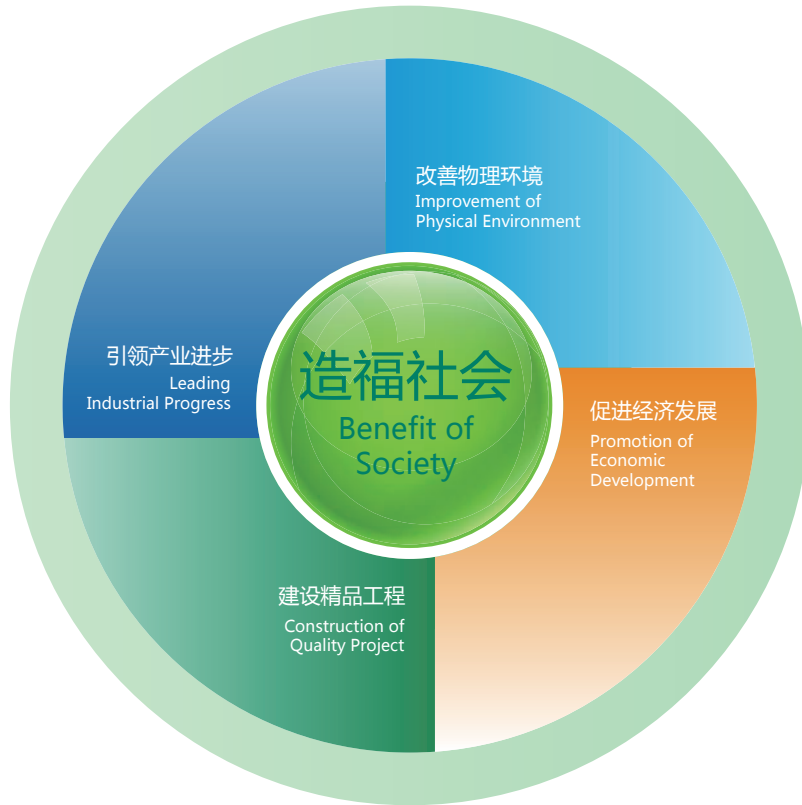 改善物理环境
Improvement of
Physical Environment
引领产业进步
Leading
Industrial Progress
造福社会
Benefit of
Society
促进经济发展
Promotion of
Economic
Development
建设精品工程
Construction of
Quality Project